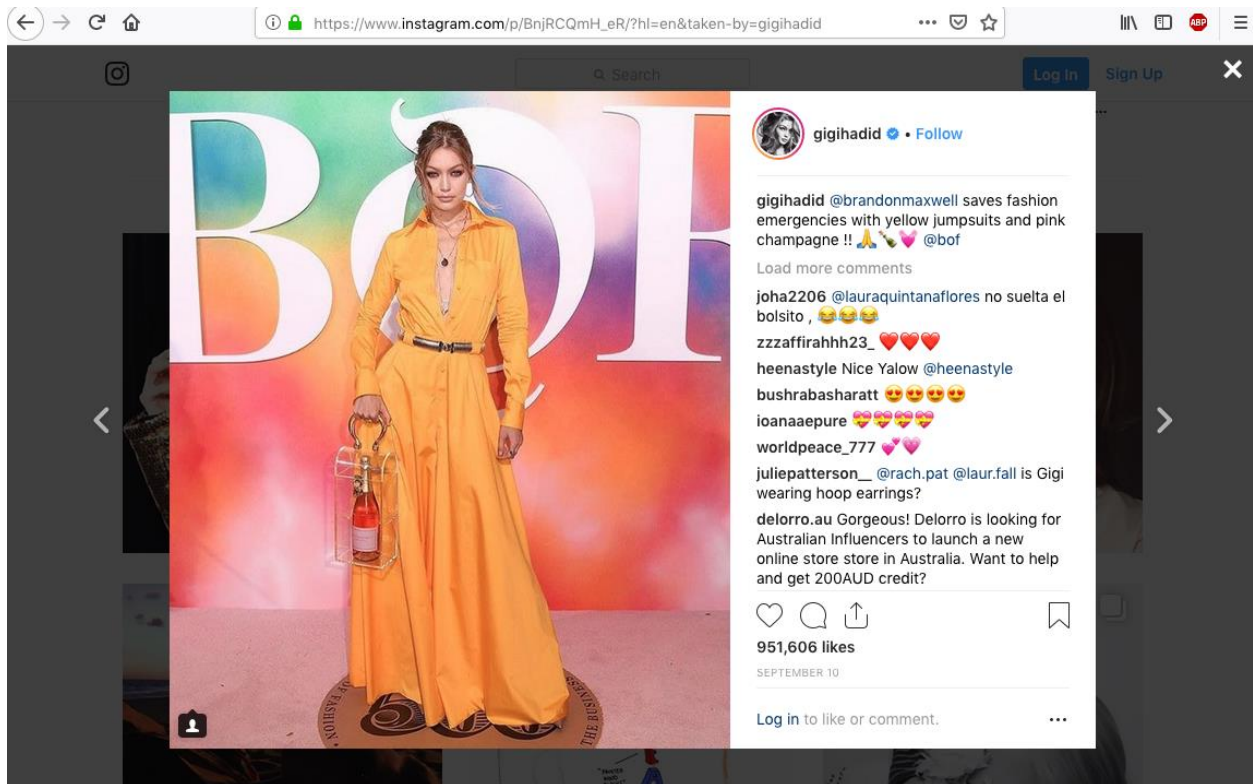 https://www.instagram.com/p/BnjRCQmH_eR/?hl=en&taken-by=gigihadid
ABP
Search
Log In
Sign Up
BOF
gigihadid • Follow
gigihadid @brandonmaxwell saves fashion
emergencies with yellow jumpsuits and pink
champagne !! 🙏🍾💓 @bof
Load more comments
joha2206 @lauraquintanaflores no suelta el
bolsito , 😂😂😂
zzzaffirahhh23_ ❤️❤️❤️
heenastyle Nice Yalow @heenastyle
bushrabasharatt 😍😍😍😍
ioanaaepure 💝💝💝💝
worldpeace_777 💕💗
juliepatterson__ @rach.pat @laur.fall is Gigi
wearing hoop earrings?
delorro.au Gorgeous! Delorro is looking for
Australian Influencers to launch a new
online store store in Australia. Want to help
and get 200AUD credit?
951,606 likes
SEPTEMBER 10
Log in to like or comment.
OF FASHION •
500
THE BUSINESS